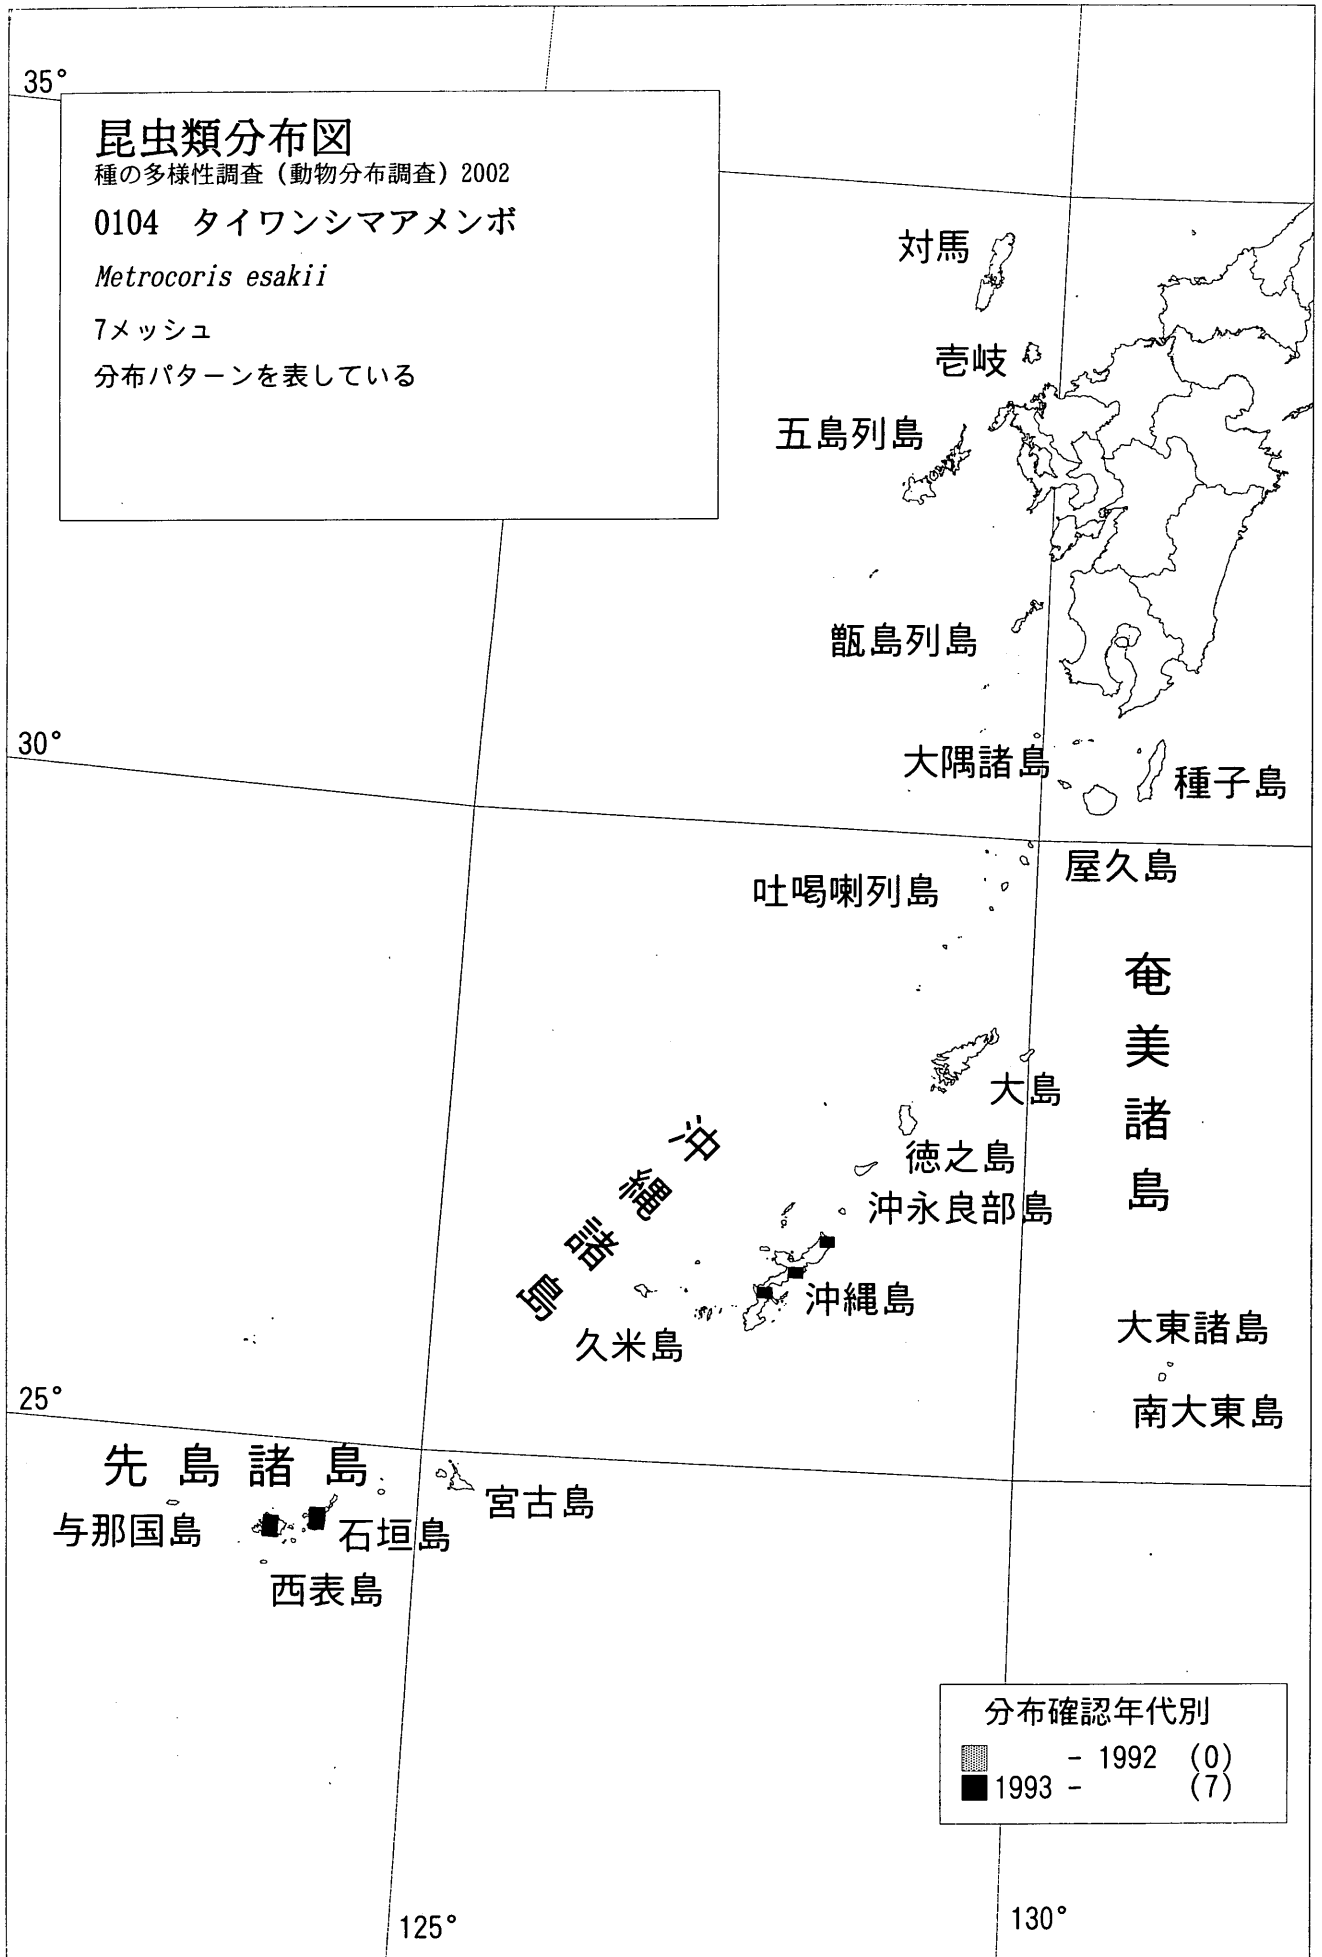 35°
昆虫類分布図
種の多様性調査（動物分布調査）2002
0104　タイワンシマアメンボ
Metrocoris esakii
7メッシュ
分布パターンを表している
対馬
壱岐
五島列島
甑島列島
30°
大隅諸島
種子島
屋久島
吐喝喇列島
奄美諸島
大島
徳之島
沖永良部島
沖縄諸島
沖縄島
久米島
大東諸島
南大東島
25°
先島諸島
宮古島
与那国島
石垣島
西表島
分布確認年代別
- 1992 (0)
1993 - (7)
125°
130°